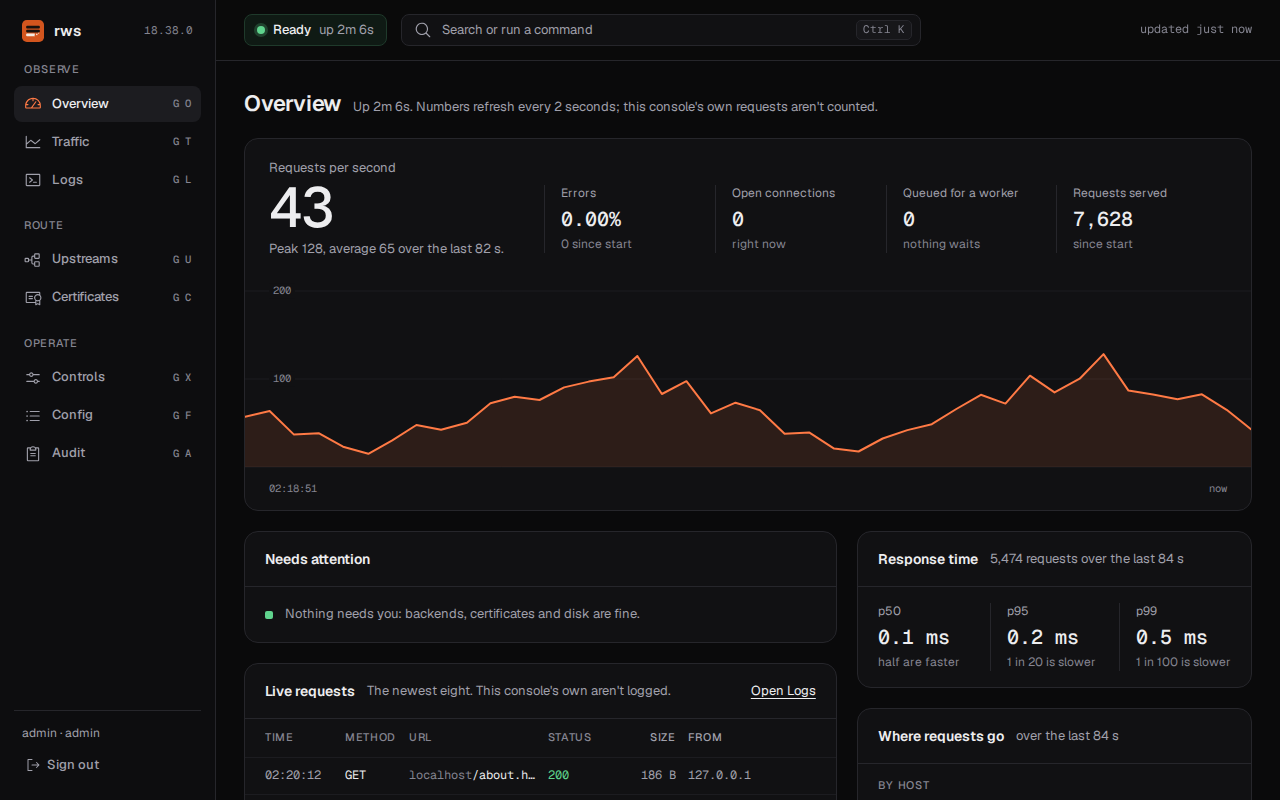 rws 18.38.0
OBSERVE
Overview G O
Traffic G T
Logs G L
ROUTE
Upstreams G U
Certificates G C
OPERATE
Controls G X
Config G F
Audit G A
admin · admin
Sign out
Ready up 2m 6s
Search or run a command Ctrl K
updated just now
Overview Up 2m 6s. Numbers refresh every 2 seconds; this console's own requests aren't counted.
Requests per second
43
Peak 128, average 65 over the last 82 s.
Errors
0.00%
0 since start
Open connections
0
right now
Queued for a worker
0
nothing waits
Requests served
7,628
since start
200
100
02:18:51 now
Needs attention
Nothing needs you: backends, certificates and disk are fine.
Live requests The newest eight. This console's own aren't logged. Open Logs
TIME METHOD URL STATUS SIZE FROM
02:20:12 GET localhost/about.h… 200 186 B 127.0.0.1
Response time 5,474 requests over the last 84 s
p50
0.1 ms
half are faster
p95
0.2 ms
1 in 20 is slower
p99
0.5 ms
1 in 100 is slower
Where requests go over the last 84 s
BY HOST